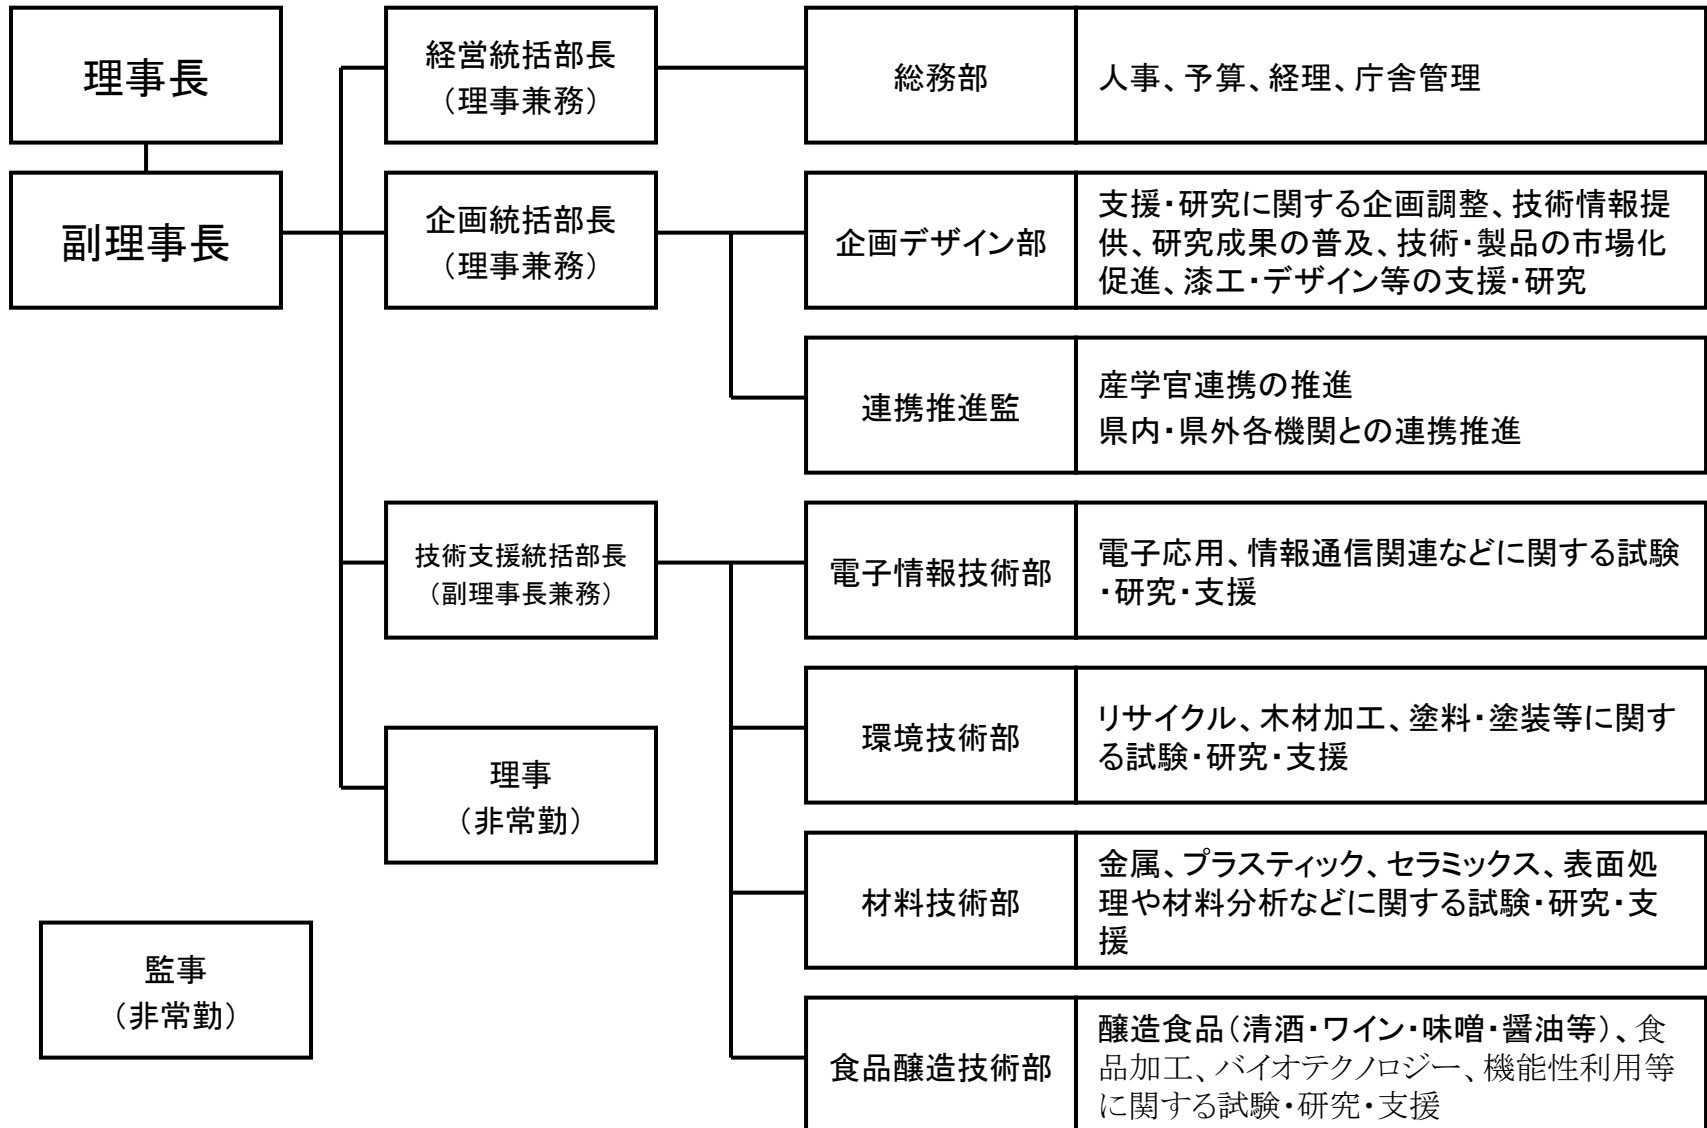 理事長
副理事長
経営統括部長
（理事兼務）
総務部
人事、予算、経理、庁舎管理
企画統括部長
（理事兼務）
企画デザイン部
支援・研究に関する企画調整、技術情報提
供、研究成果の普及、技術・製品の市場化
促進、漆工・デザイン等の支援・研究
連携推進監
産学官連携の推進
県内・県外各機関との連携推進
技術支援統括部長
（副理事長兼務）
電子情報技術部
電子応用、情報通信関連などに関する試験
・研究・支援
環境技術部
リサイクル、木材加工、塗料・塗装等に関す
る試験・研究・支援
理事
（非常勤）
材料技術部
金属、プラスティック、セラミックス、表面処
理や材料分析などに関する試験・研究・支
援
監事
（非常勤）
食品醸造技術部
醸造食品（清酒・ワイン・味噌・醤油等）、食
品加工、バイオテクノロジー、機能性利用等
に関する試験・研究・支援